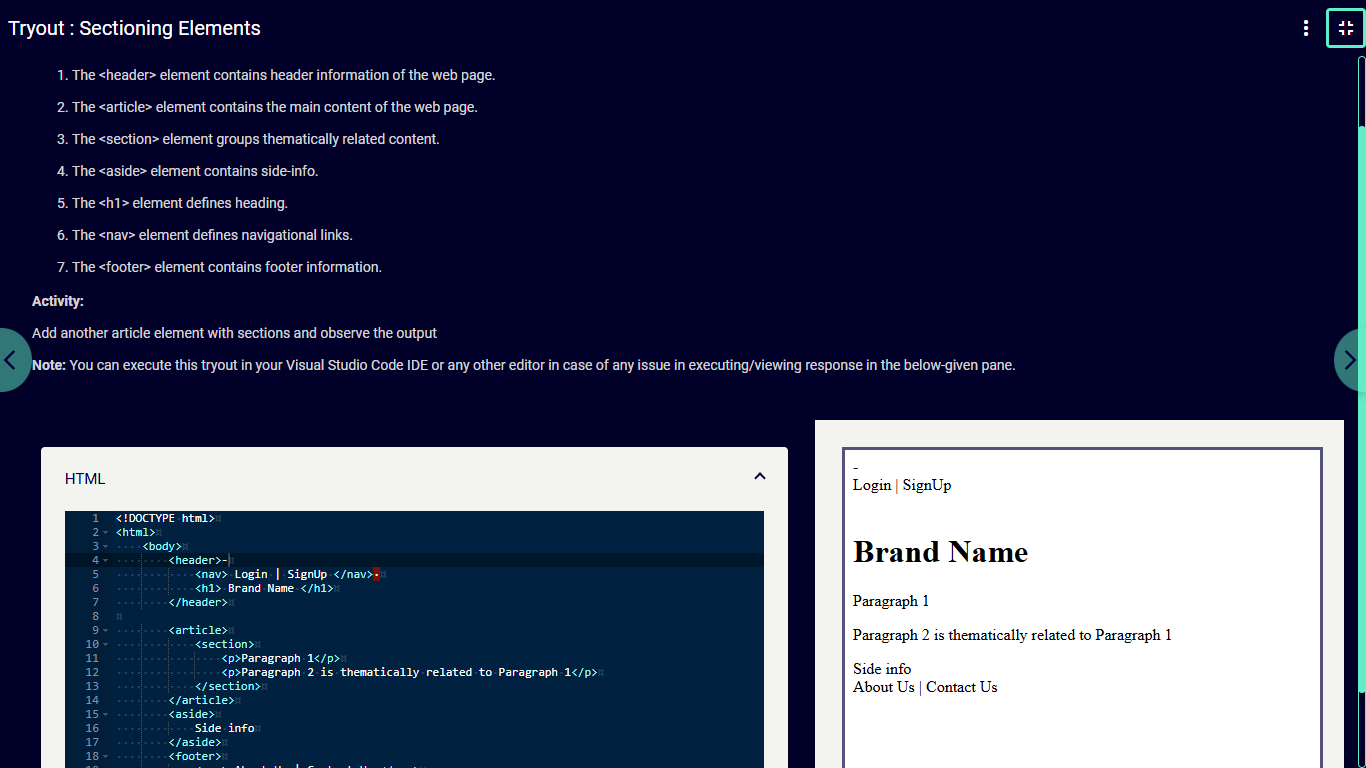 Tryout : Sectioning Elements
1. The <header> element contains header information of the web page.
2. The <article> element contains the main content of the web page.
3. The <section> element groups thematically related content.
4. The <aside> element contains side-info.
5. The <h1> element defines heading.
6. The <nav> element defines navigational links.
7. The <footer> element contains footer information.
Activity:
Add another article element with sections and observe the output
Note: You can execute this tryout in your Visual Studio Code IDE or any other editor in case of any issue in executing/viewing response in the below-given pane.
HTML
1 <!DOCTYPE html>
2 <html>
3 <body>
4 <header>-
5 <nav> Login | SignUp </nav>
6 <h1> Brand Name </h1>
7 </header>
8
9 <article>
10 <section>
11 <p>Paragraph 1</p>
12 <p>Paragraph 2 is thematically related to Paragraph 1</p>
13 </section>
14 </article>
15 <aside>
16 Side info
17 </aside>
18 <footer>
-
Login | SignUp
Brand Name
Paragraph 1
Paragraph 2 is thematically related to Paragraph 1
Side info
About Us | Contact Us